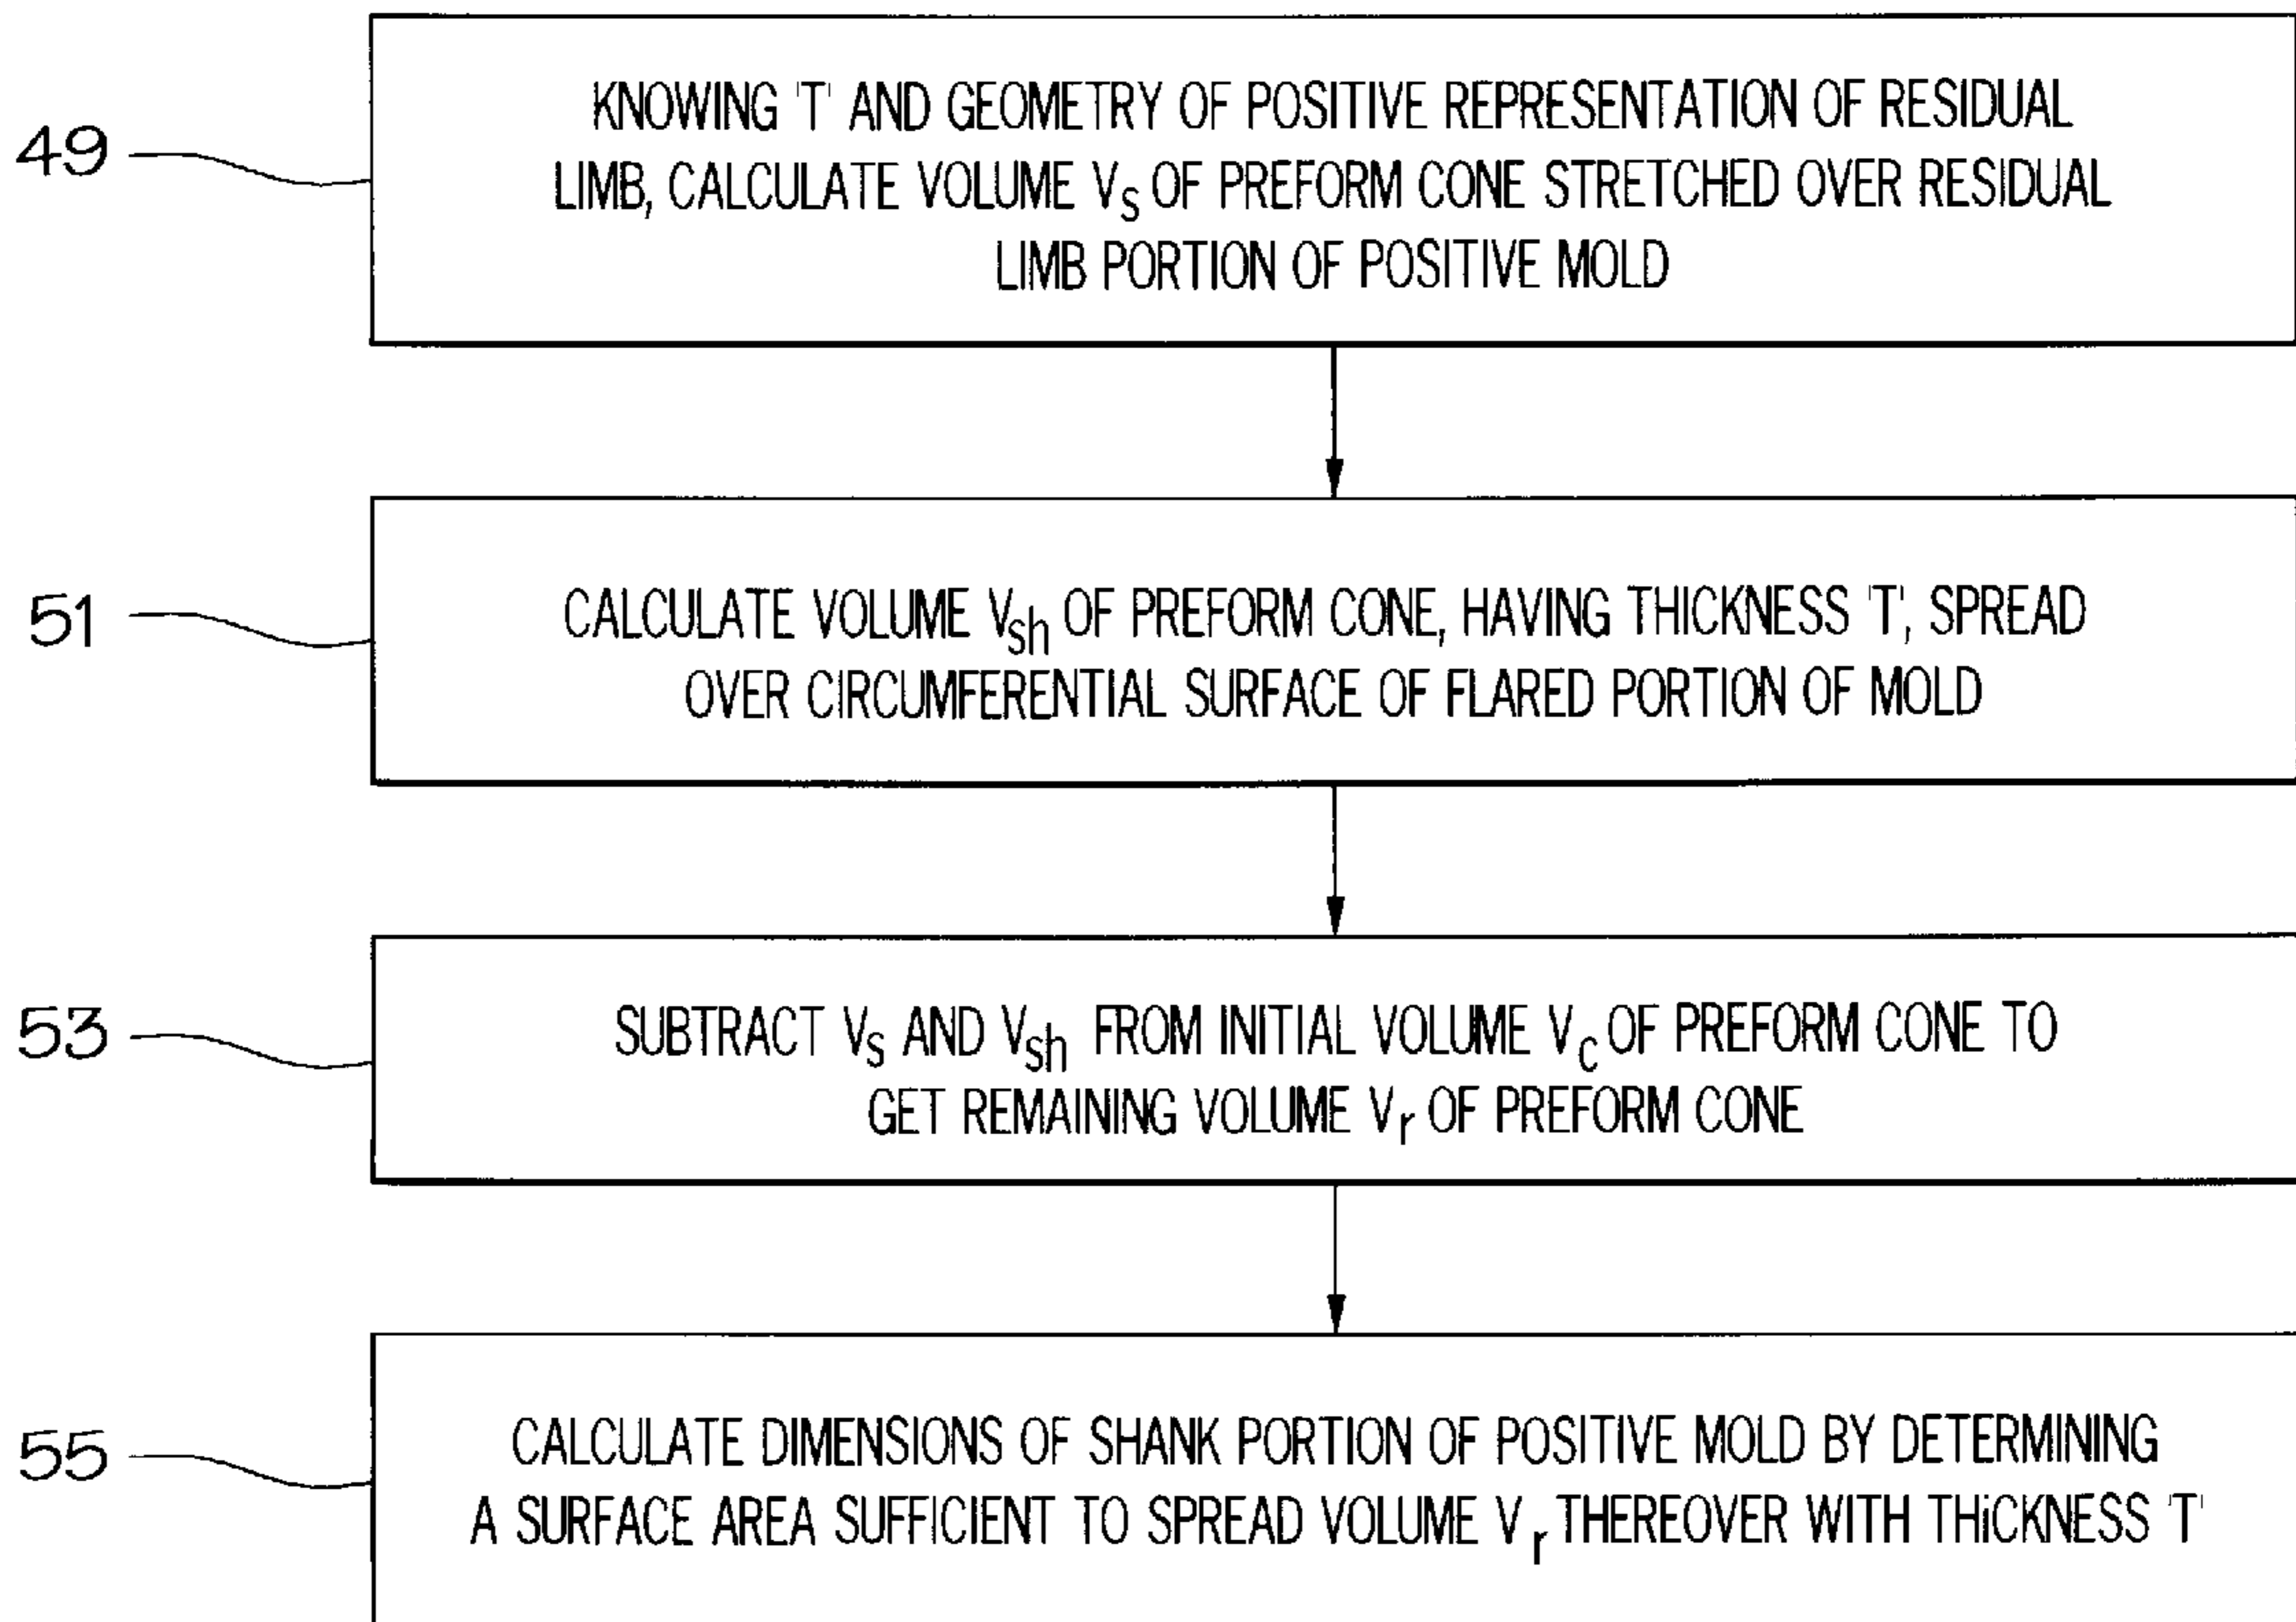 49
KNOWING 'T' AND GEOMETRY OF POSITIVE REPRESENTATION OF RESIDUAL
LIMB, CALCULATE VOLUME Vs OF PREFORM CONE STRETCHED OVER RESIDUAL
LIMB PORTION OF POSITIVE MOLD
51
CALCULATE VOLUME Vsh OF PREFORM CONE, HAVING THICKNESS 'T', SPREAD
OVER CIRCUMFERENTIAL SURFACE OF FLARED PORTION OF MOLD
53
SUBTRACT Vs AND Vsh FROM INITIAL VOLUME Vc OF PREFORM CONE TO
GET REMAINING VOLUME Vr OF PREFORM CONE
55
CALCULATE DIMENSIONS OF SHANK PORTION OF POSITIVE MOLD BY DETERMINING
A SURFACE AREA SUFFICIENT TO SPREAD VOLUME Vr THEREOVER WITH THiCKNESS 'T'